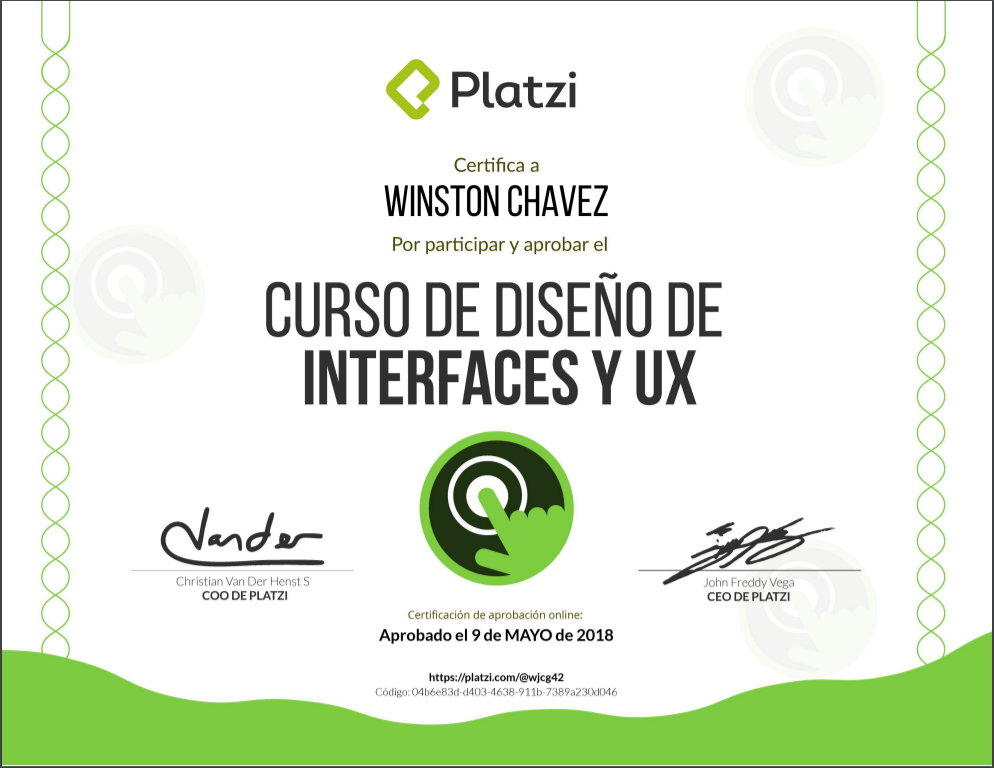 Platzi
Certifica a
WINSTON CHAVEZ
Por participar y aprobar el
CURSO DE DISEÑO DE
INTERFACES Y UX
Vander
Christian Van Der Henst S
COO DE PLATZI
John Freddy Vega
CEO DE PLATZI
Certificación de aprobación online:
Aprobado el 9 de MAYO de 2018
https://platzi.com/@wjcg42
Código: 04b6e83d-d403-4638-911b-7389a230d046